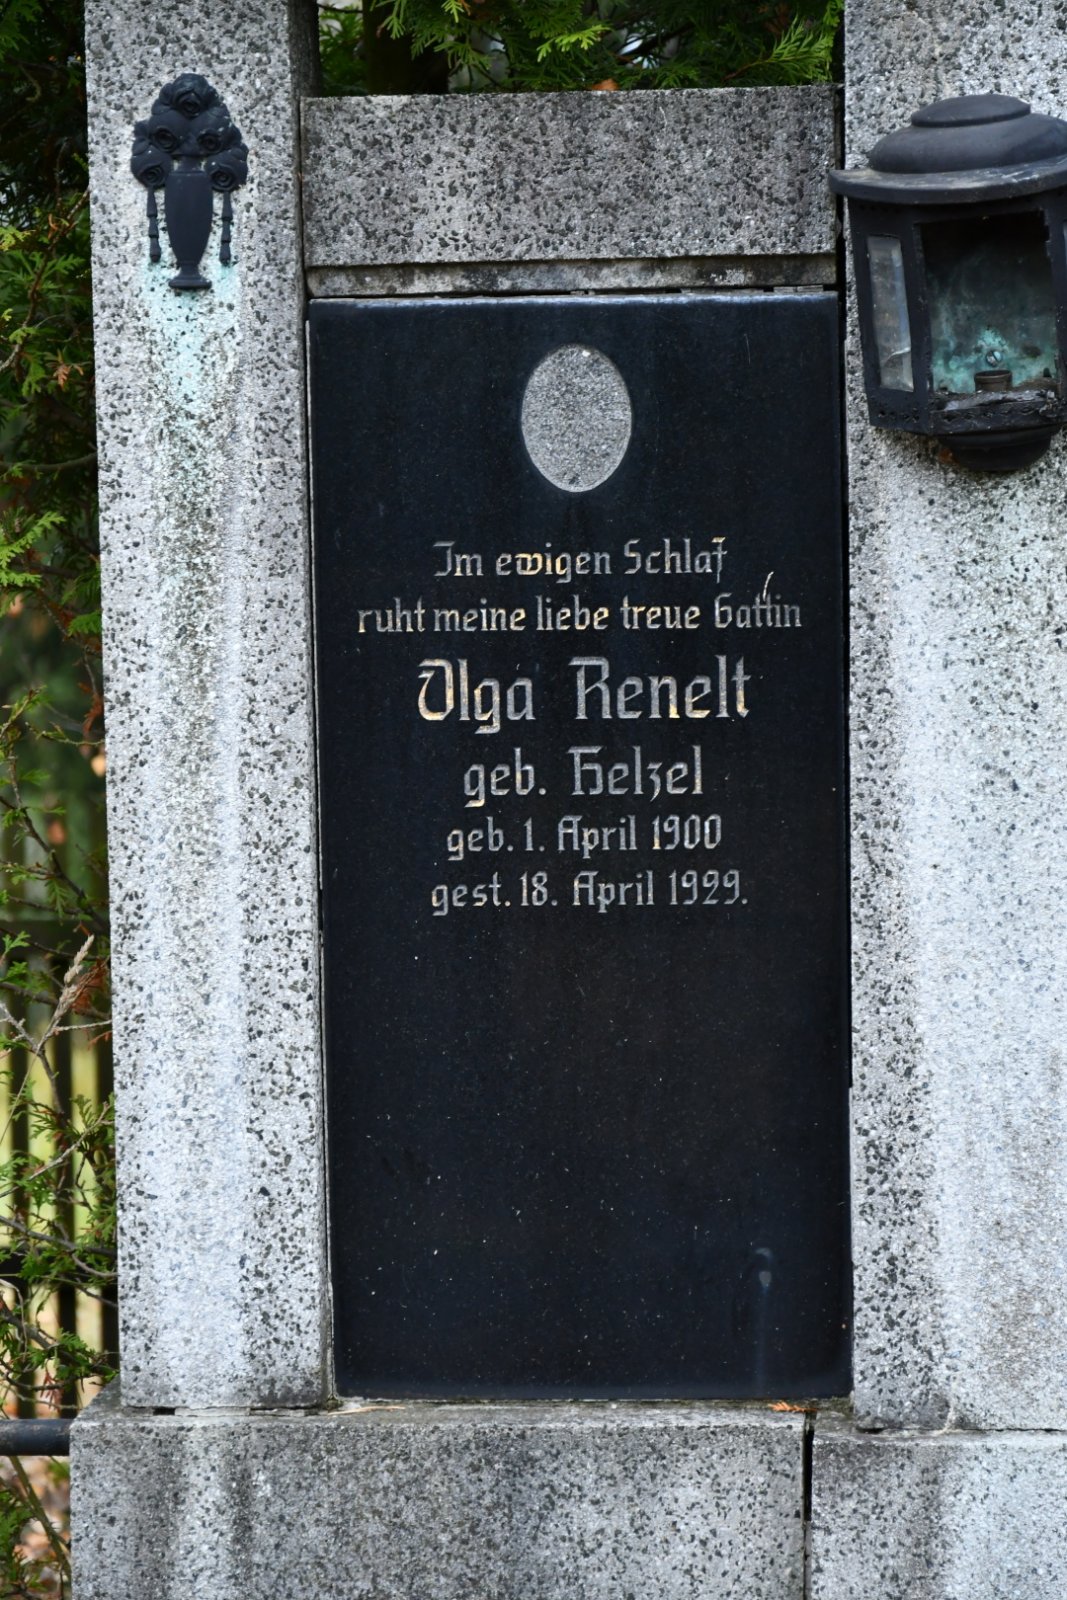 Im ewigen Schlaf
ruht meine liebe treue Gattin
Olga Renelt
geb. Helzel
geb. 1. April 1900
gest. 18. April 1929.